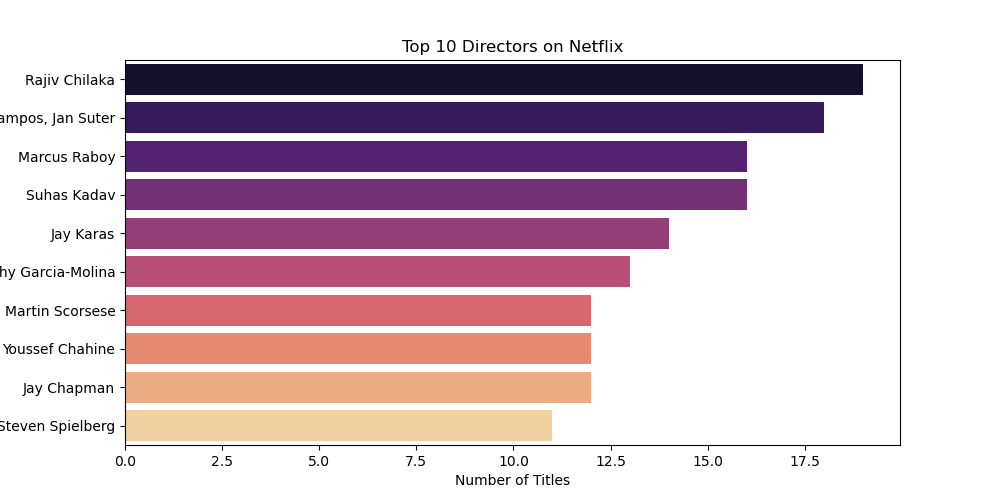 Top 10 Directors on Netflix
Rajiv Chilaka
ampos, Jan Suter
Marcus Raboy
Suhas Kadav
Jay Karas
hy Garcia-Molina
Martin Scorsese
Youssef Chahine
Jay Chapman
Steven Spielberg
0.0 2.5 5.0 7.5 10.0 12.5 15.0 17.5
Number of Titles